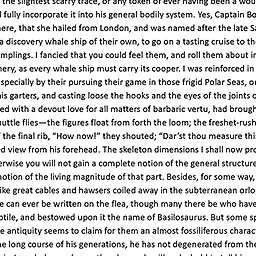 the slightest scarry trace, or any token of ever having been a wou
fully incorporate it into his general bodily system. Yes, Captain Bo
ere, that she hailed from London, and was named after the late Sa
a discovery whale ship of their own, to go on a tasting cruise to th
mplings. I fancied that you could feel them, and roll them about in
nery, as every whale ship must carry its cooper. I was reinforced in
specially by their pursuing their game in those frigid Polar Seas, o
his garters, and casting loose the hooks and the eyes of the joints o
ed with a devout love for all matters of barbaric vertu, had brough
huttle flies—the figures float from forth the loom; the freshet-rush
f the final rib, “How now!” they shouted; “Dar’st thou measure this
ed view from his forehead. The skeleton dimensions I shall now pro
erwise you will not gain a complete notion of the general structure
notion of the living magnitude of that part. Besides, for some way,
ike great cables and hawsers coiled away in the subterranean orlo
e can ever be written on the flea, though many there be who have
ptile, and bestowed upon it the name of Basilosaurus. But some sp
e antiquity seems to claim for them an almost fossiliferous charac
he long course of his generations, he has not degenerated from the